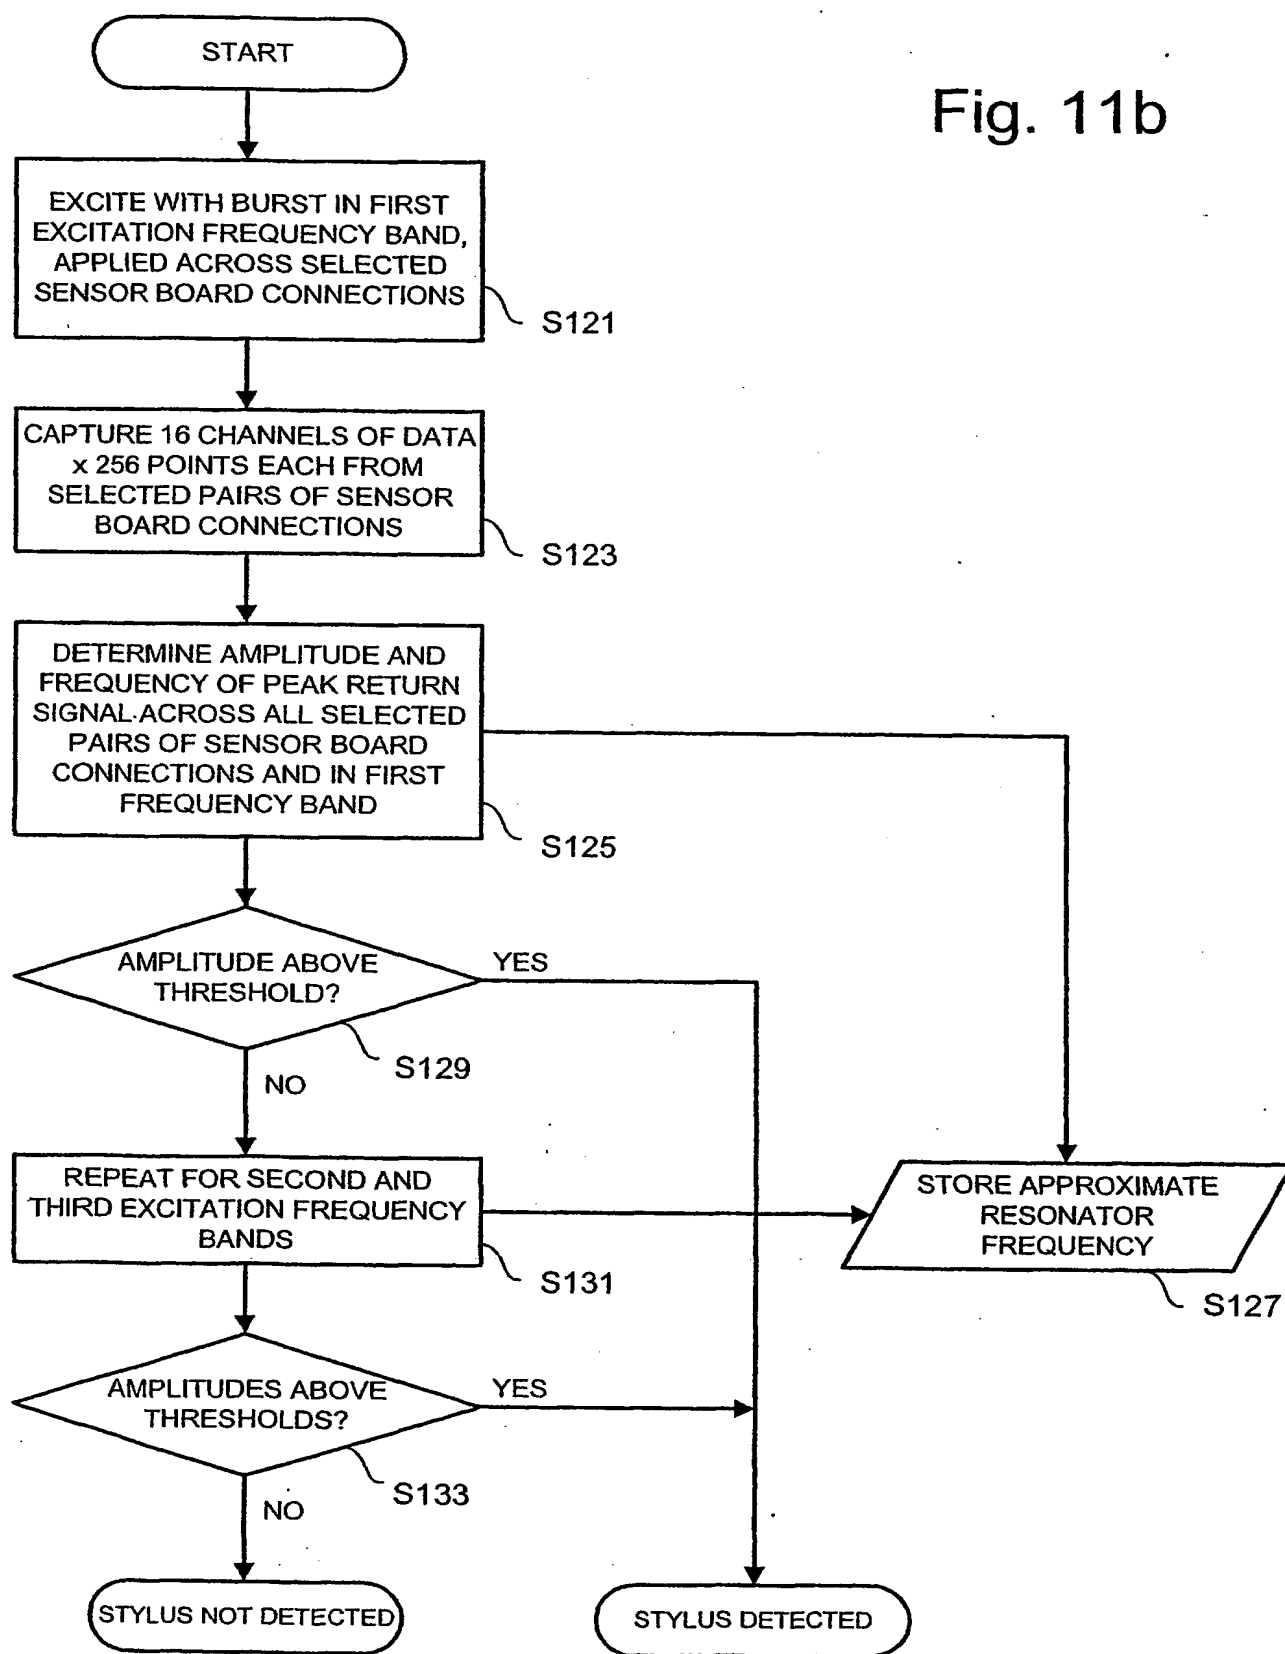 START
Fig. 11b
EXCITE WITH BURST IN FIRST
EXCITATION FREQUENCY BAND,
APPLIED ACROSS SELECTED
SENSOR BOARD CONNECTIONS
S121
CAPTURE 16 CHANNELS OF DATA
x 256 POINTS EACH FROM
SELECTED PAIRS OF SENSOR
BOARD CONNECTIONS
S123
DETERMINE AMPLITUDE AND
FREQUENCY OF PEAK RETURN
SIGNAL ACROSS ALL SELECTED
PAIRS OF SENSOR BOARD
CONNECTIONS AND IN FIRST
FREQUENCY BAND
S125
AMPLITUDE ABOVE
THRESHOLD?
YES
S129
NO
REPEAT FOR SECOND AND
THIRD EXCITATION FREQUENCY
BANDS
S131
STORE APPROXIMATE
RESONATOR
FREQUENCY
S127
AMPLITUDES ABOVE
THRESHOLDS?
YES
S133
NO
STYLUS NOT DETECTED
STYLUS DETECTED